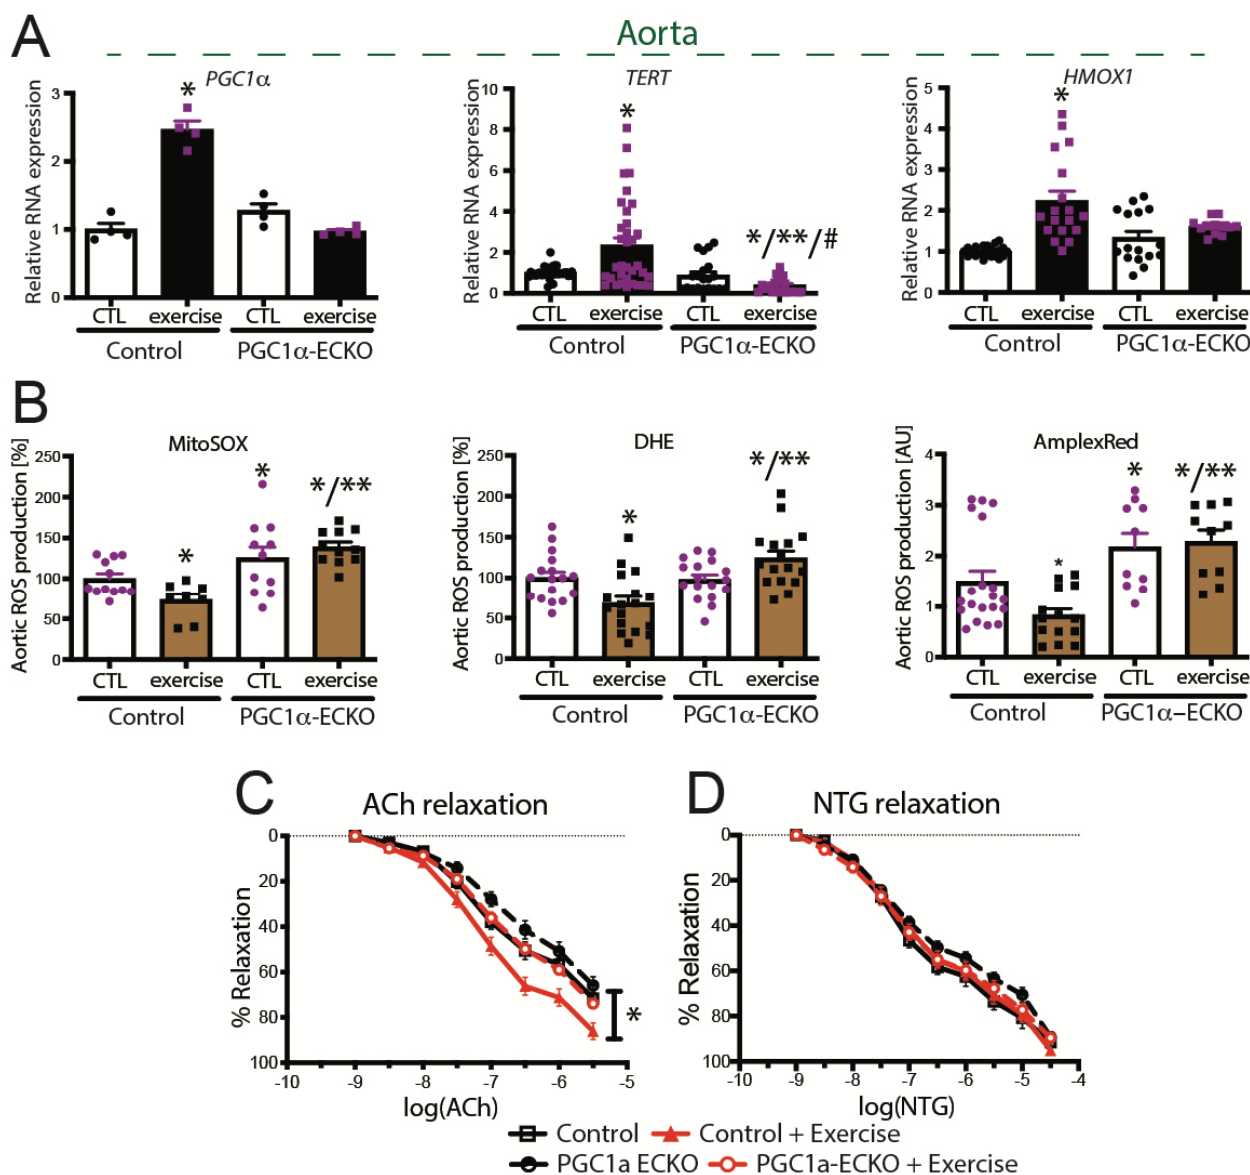 A
Aorta
PGC1α
Relative RNA expression
3
2
1
0
*
CTL exercise CTL exercise
Control PGC1α-ECKO
TERT
Relative RNA expression
10
8
6
4
2
0
*
*/**/#
CTL exercise CTL exercise
Control PGC1α-ECKO
HMOX1
Relative RNA expression
5
4
3
2
1
0
*
CTL exercise CTL exercise
Control PGC1α-ECKO
B
MitoSOX
Aortic ROS production [%]
250
200
150
100
50
0
*
*
*/**
CTL exercise CTL exercise
Control PGC1α-ECKO
DHE
Aortic ROS production [%]
250
200
150
100
50
0
*
*/**
CTL exercise CTL exercise
Control PGC1α-ECKO
AmplexRed
Aortic ROS production [AU]
4
3
2
1
0
*
*
*/**
CTL exercise CTL exercise
Control PGC1α–ECKO
C
ACh relaxation
% Relaxation
0
20
40
60
80
100
*
-10 -9 -8 -7 -6 -5
log(ACh)
D
NTG relaxation
% Relaxation
0
20
40
60
80
100
-10 -9 -8 -7 -6 -5 -4
log(NTG)
Control Control + Exercise
PGC1a ECKO PGC1a-ECKO + Exercise